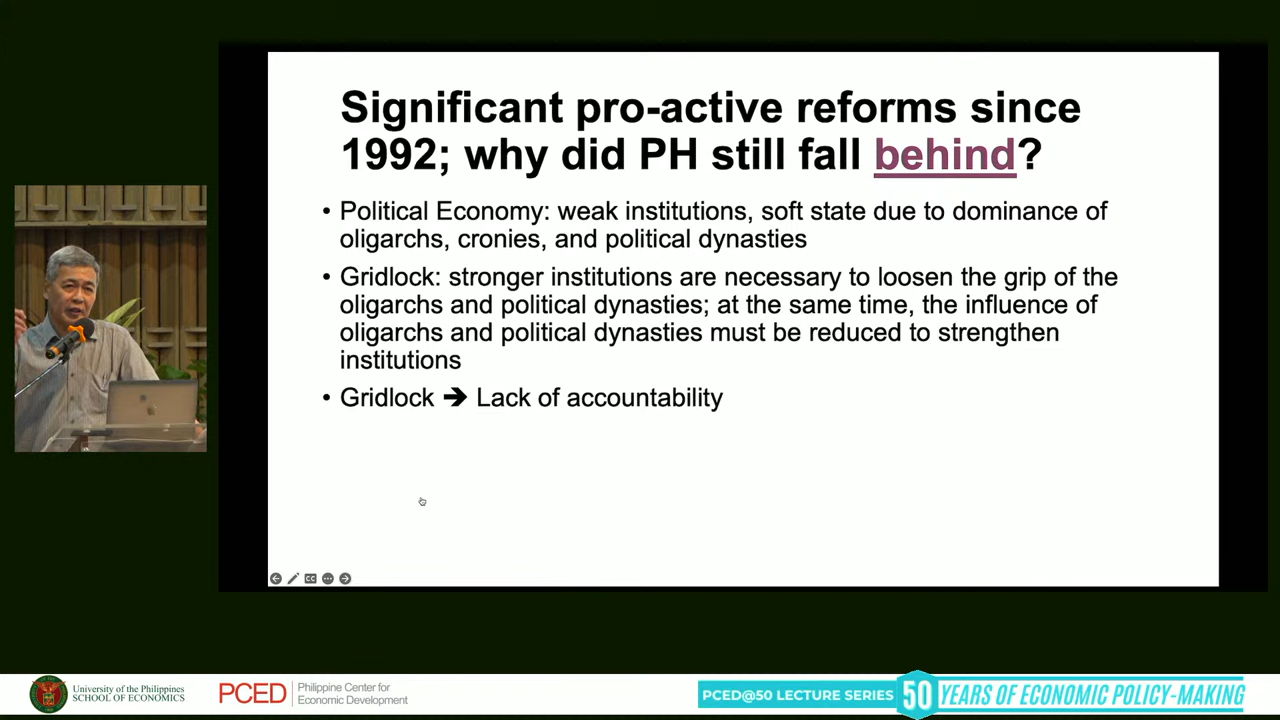 Significant pro-active reforms since
1992; why did PH still fall behind?
• Political Economy: weak institutions, soft state due to dominance of
oligarchs, cronies, and political dynasties
• Gridlock: stronger institutions are necessary to loosen the grip of the
oligarchs and political dynasties; at the same time, the influence of
oligarchs and political dynasties must be reduced to strengthen
institutions
• Gridlock ➔ Lack of accountability
CC
University of the Philippines
SCHOOL OF ECONOMICS
PCED
Philippine Center for
Economic Development
PCED@50 LECTURE SERIES
50 YEARS OF ECONOMIC POLICY-MAKING